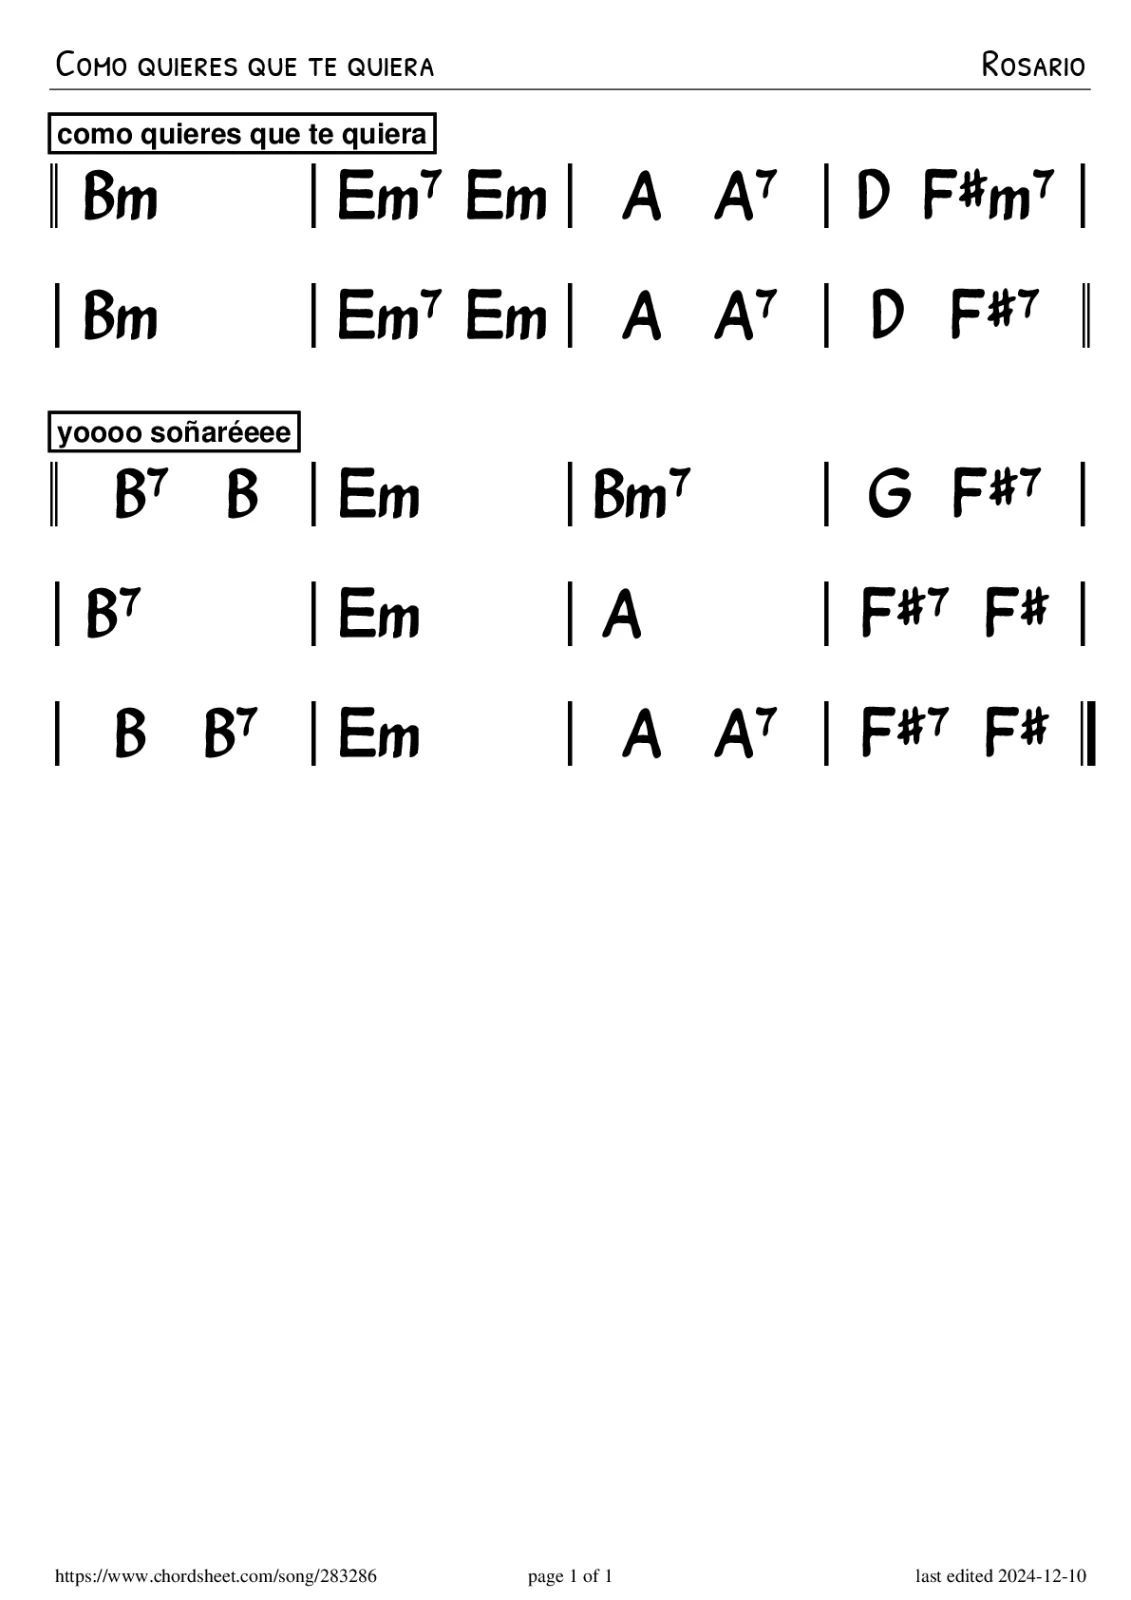 Como quieres que te quiera Rosario
como quieres que te quiera
Bm | Em⁷ Em | A A⁷ | D F#m⁷ |
| Bm | Em⁷ Em | A A⁷ | D F#⁷ ||
yoooo soñaréeee
|| B⁷ B | Em | Bm⁷ | G F#⁷ |
| B⁷ | Em | A | F#⁷ F# |
| B B⁷ | Em | A A⁷ | F#⁷ F# ||
https://www.chordsheet.com/song/283286 page 1 of 1 last edited 2024-12-10